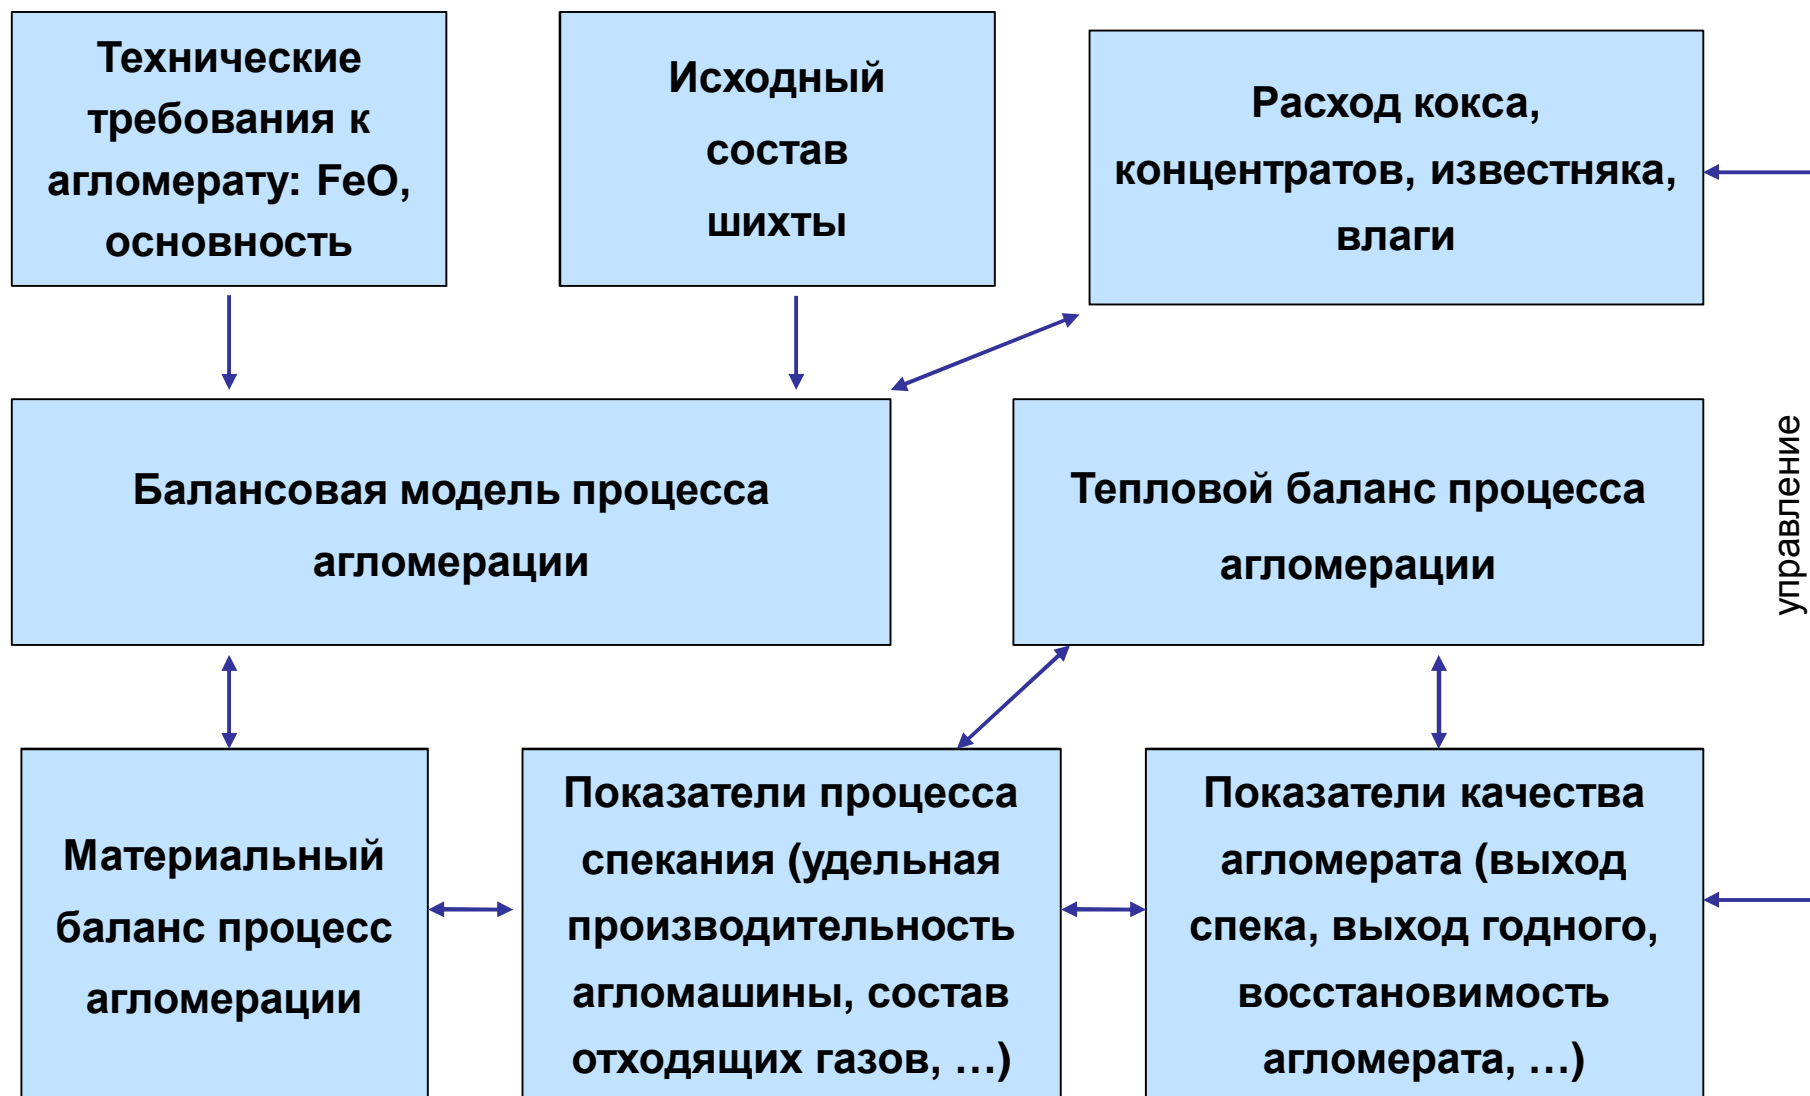 Технические
требования к
агломерату: FeO,
основность
Исходный
состав
шихты
Расход кокса,
концентратов, известняка,
влаги
Балансовая модель процесса
агломерации
Тепловой баланс процесса
агломерации
управление
Материальный
баланс процесс
агломерации
Показатели процесса
спекания (удельная
производительность
агломашины, состав
отходящих газов, …)
Показатели качества
агломерата (выход
спека, выход годного,
восстановимость
агломерата, …)